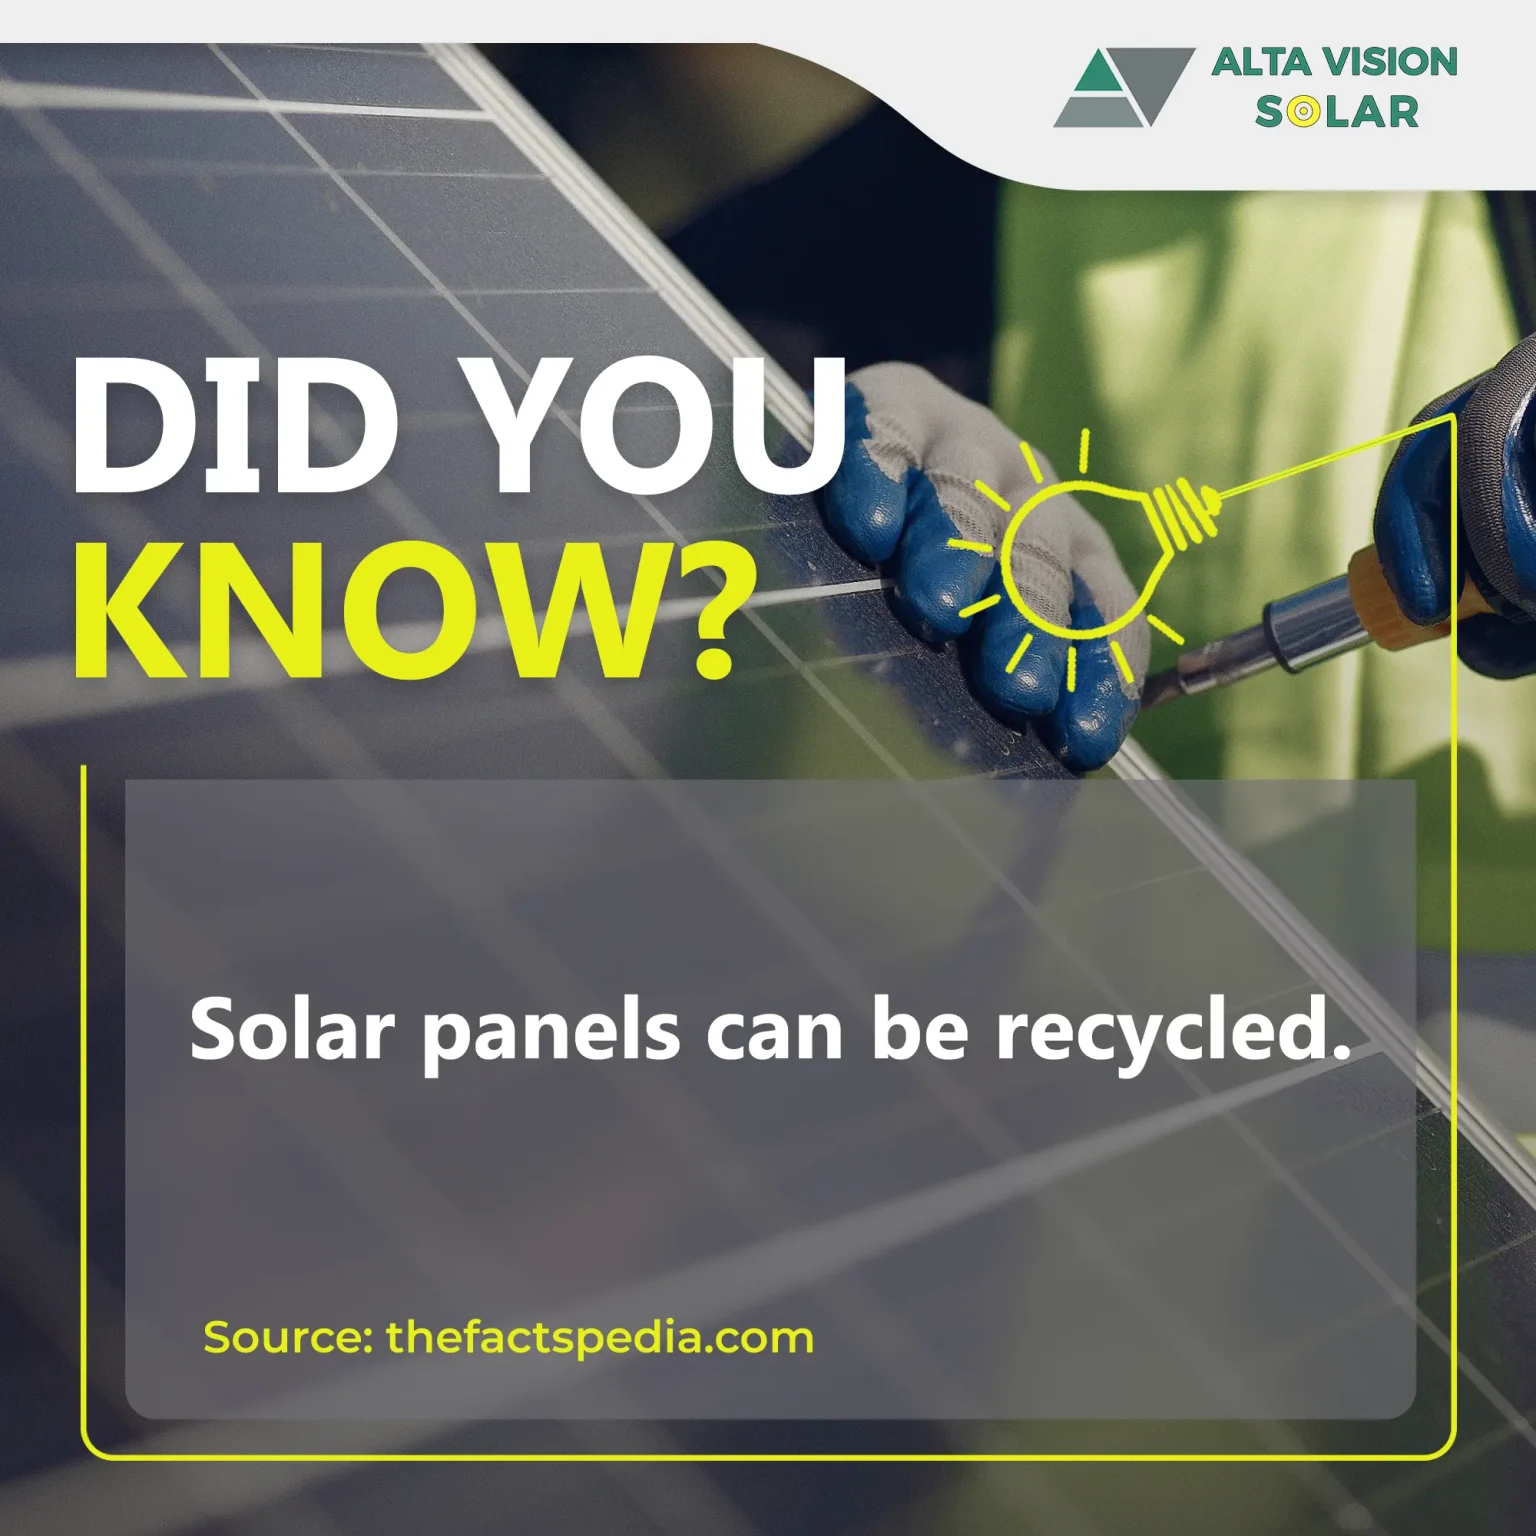 ALTA VISION
SOLAR
DID YOU
KNOW?
Solar panels can be recycled.
Source: thefactspedia.com